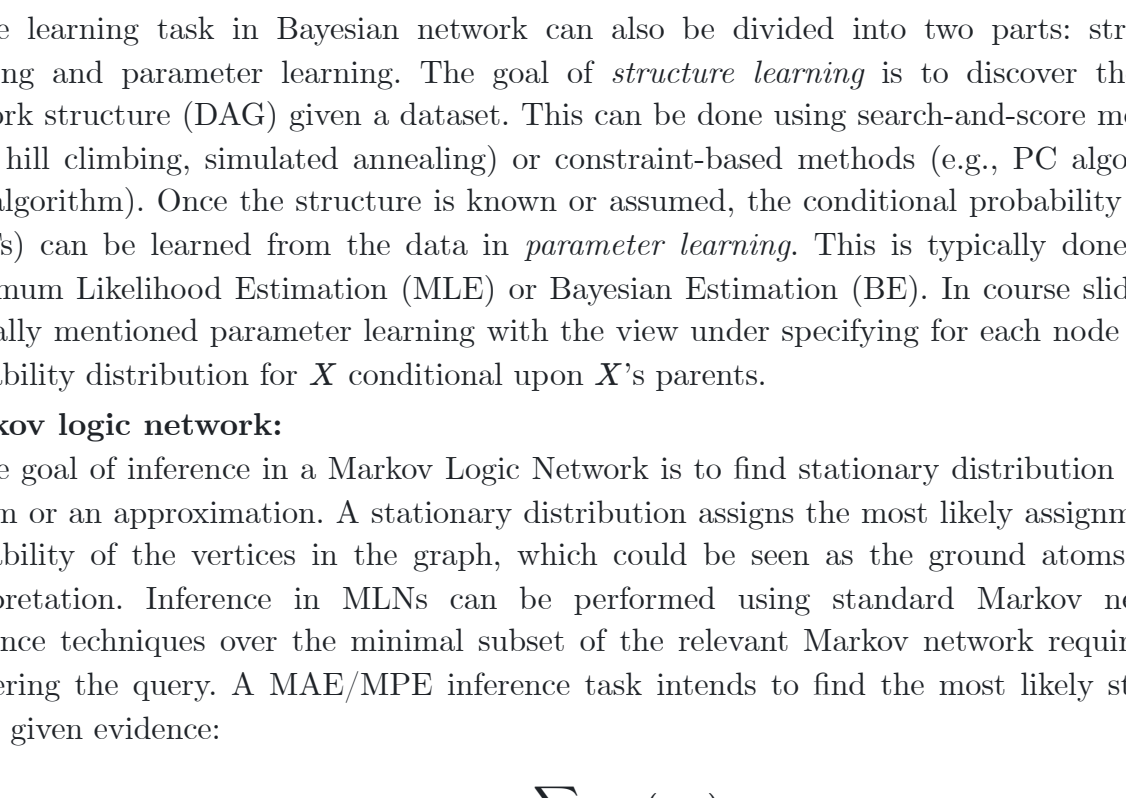 e learning task in Bayesian network can also be divided into two parts: str
ng and parameter learning. The goal of structure learning is to discover th
rk structure (DAG) given a dataset. This can be done using search-and-score m
hill climbing, simulated annealing) or constraint-based methods (e.g., PC algo
algorithm). Once the structure is known or assumed, the conditional probability
s) can be learned from the data in parameter learning. This is typically done
mum Likelihood Estimation (MLE) or Bayesian Estimation (BE). In course slid
ally mentioned parameter learning with the view under specifying for each node
bility distribution for X conditional upon X's parents.
kov logic network:
e goal of inference in a Markov Logic Network is to find stationary distribution
m or an approximation. A stationary distribution assigns the most likely assignm
bility of the vertices in the graph, which could be seen as the ground atoms
pretation. Inference in MLNs can be performed using standard Markov ne
nce techniques over the minimal subset of the relevant Markov network requir
ering the query. A MAE/MPE inference task intends to find the most likely st
given evidence: